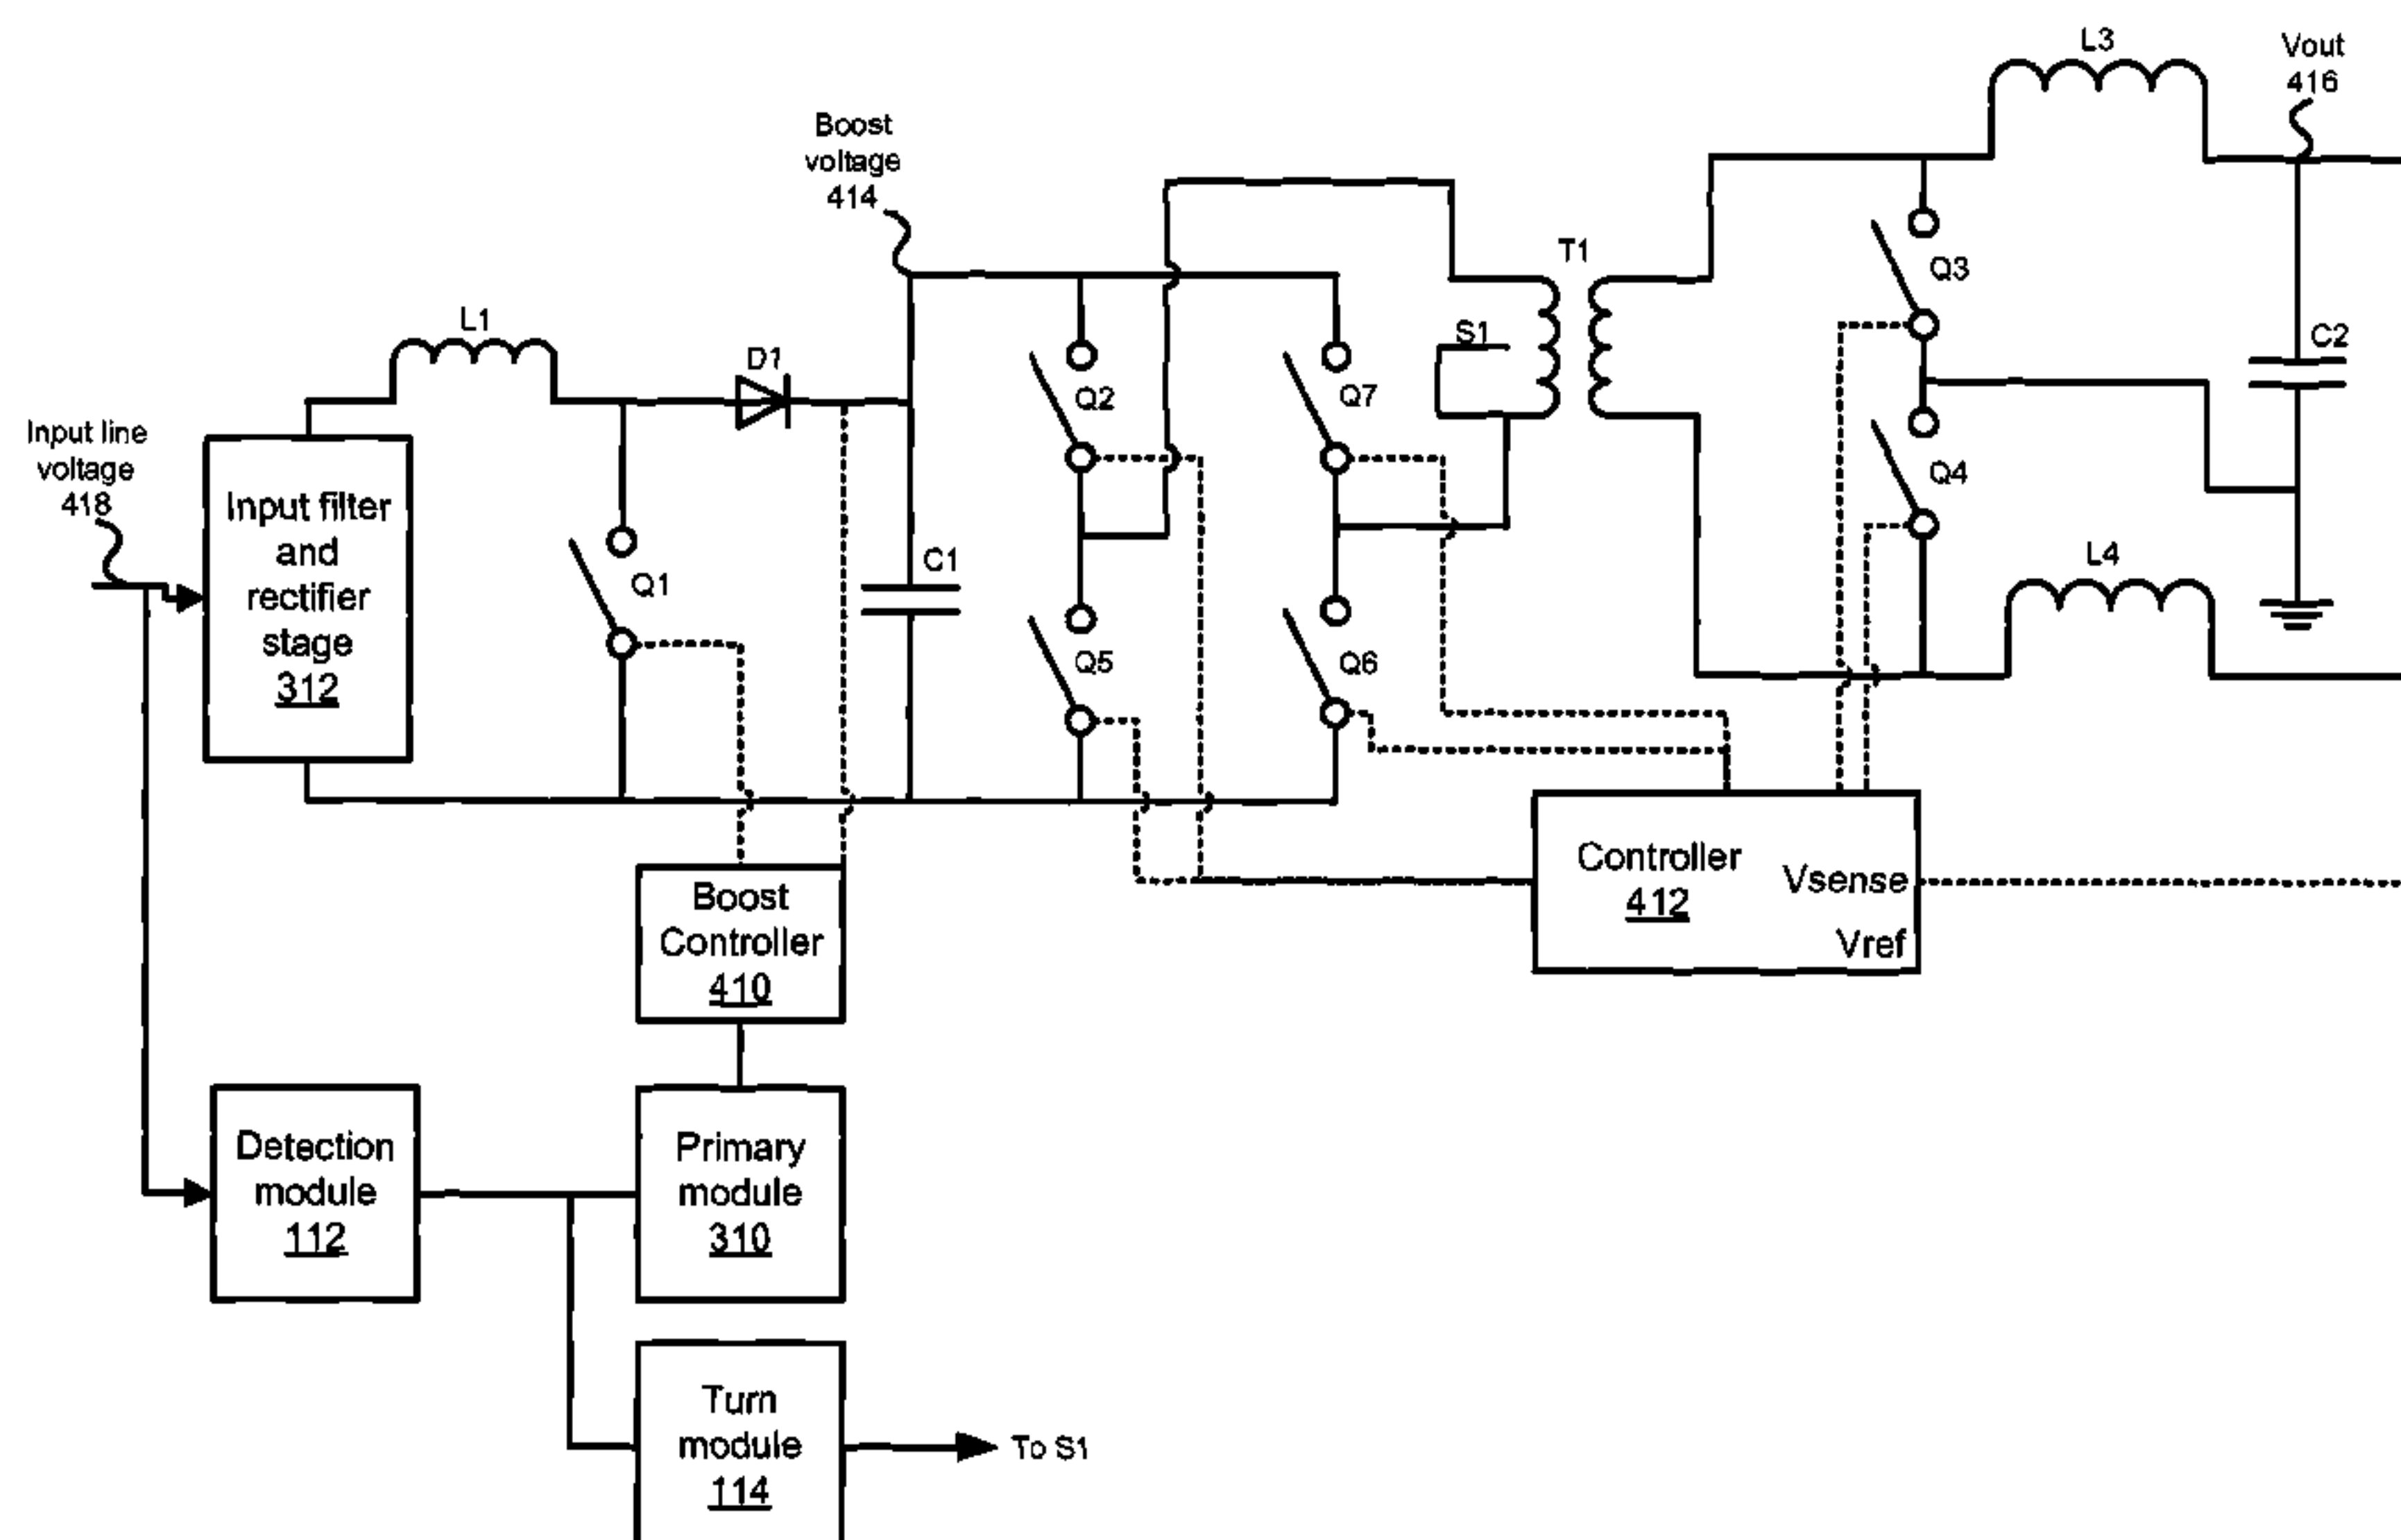 L3
Vout
416
Boost
voltage
414
T1
Q3
L1
S1
C2
D1
Q2
Q7
Input line
voltage
418
Q4
Input filter
and
rectifier
stage
312
C1
L4
Q1
Q5
Q6
Controller
412
Vsense
Vref
Boost
Controller
410
Detection
module
112
Primary
module
310
Turn
module
114
To S1